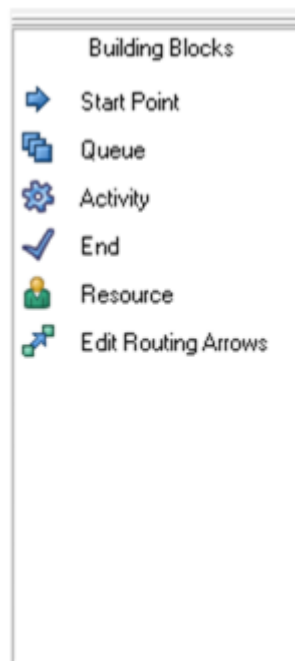 Building Blocks
Start Point
Queue
Activity
End
Resource
Edit Routing Arrows